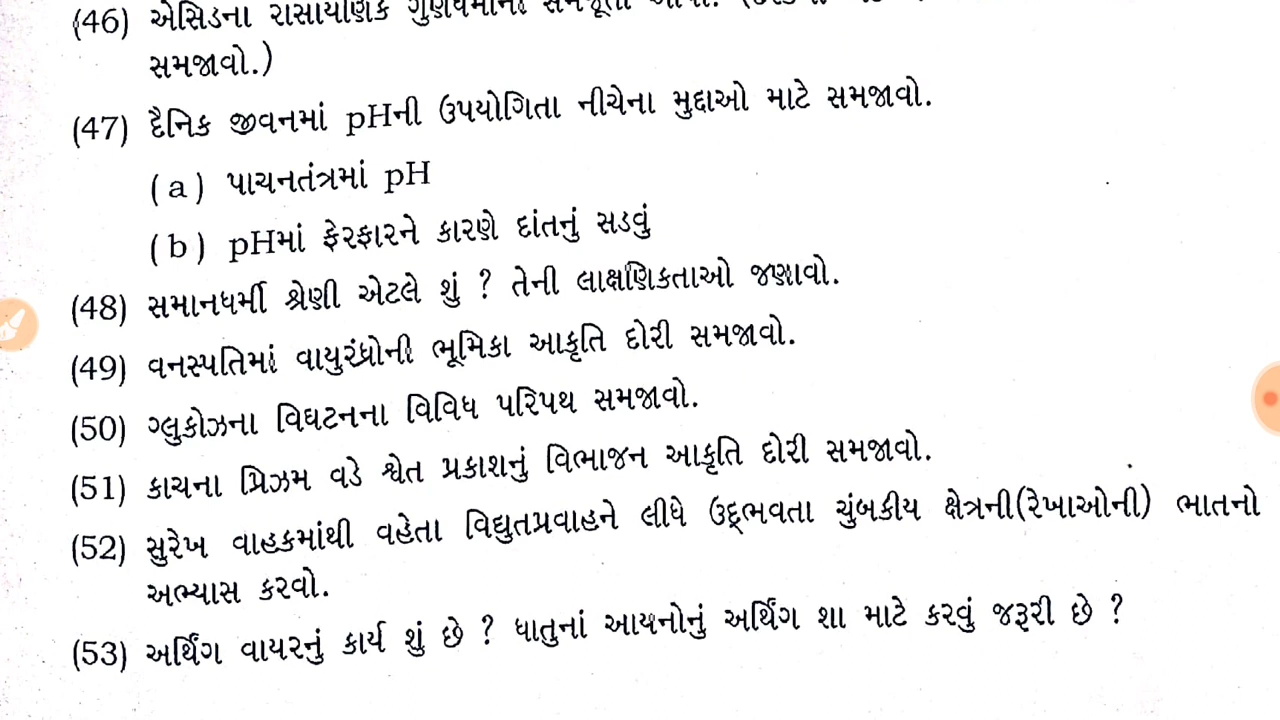 (46) એસિડના રાસાયણિક ગુણધર્મોની સમજૂતી આપો.
સમજાવો.)
(47) દૈનિક જીવનમાં pHની ઉપયોગિતા નીચેના મુદ્દાઓ માટે સમજાવો.
(a) પાચનતંત્રમાં pH
(b) pHમાં ફેરફારને કારણે દાંતનું સડવું
(48) સમાનધર્મી શ્રેણી એટલે શું ? તેની લાક્ષણિકતાઓ જણાવો.
(49) વનસ્પતિમાં વાયુરંધ્રોની ભૂમિકા આકૃતિ દોરી સમજાવો.
(50) ગ્લુકોઝના વિઘટનના વિવિધ પરિપથ સમજાવો.
(51) કાચના પ્રિઝમ વડે શ્વેત પ્રકાશનું વિભાજન આકૃતિ દોરી સમજાવો.
(52) સુરેખ વાહકમાંથી વહેતા વિદ્યુતપ્રવાહને લીધે ઉદ્ભવતા ચુંબકીય ક્ષેત્રની(રેખાઓની) ભાતનો
અભ્યાસ કરવો.
(53) અર્થિંગ વાયરનું કાર્ય શું છે ? ધાતુનાં આયનોનું અર્થિંગ શા માટે કરવું જરૂરી છે ?